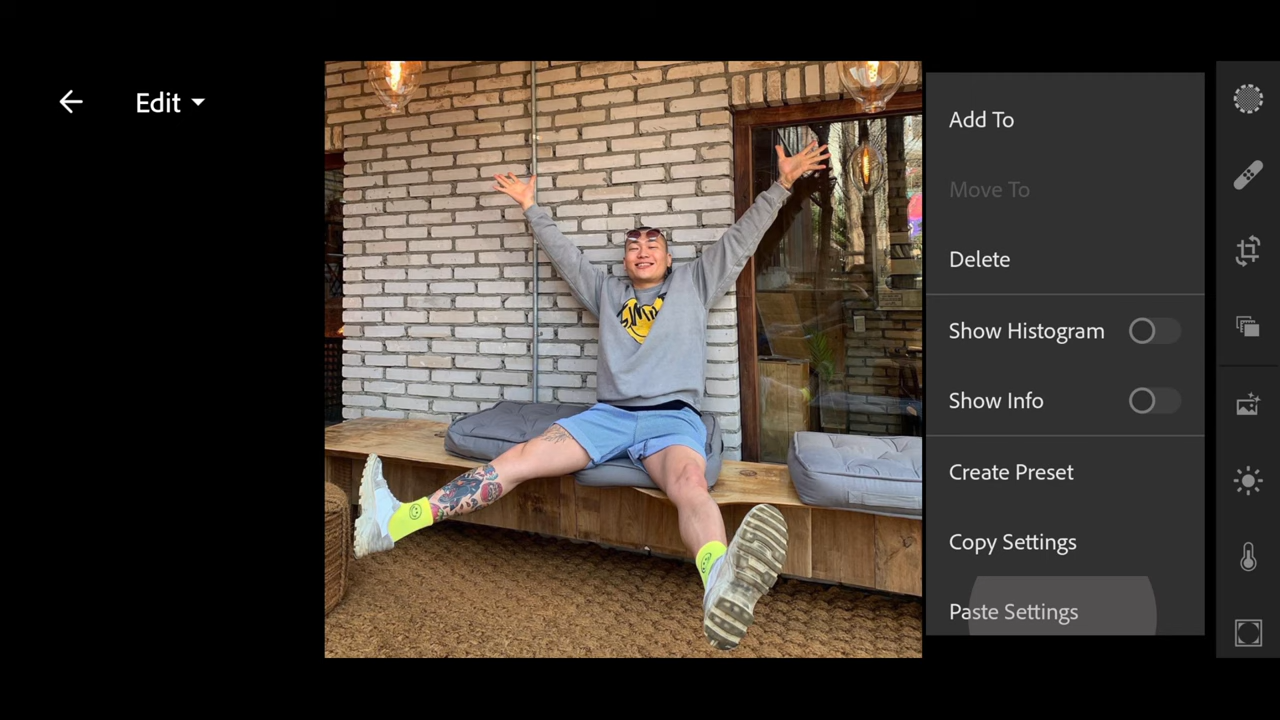 Edit
Add To
Move To
Delete
Show Histogram
Show Info
Create Preset
Copy Settings
Paste Settings